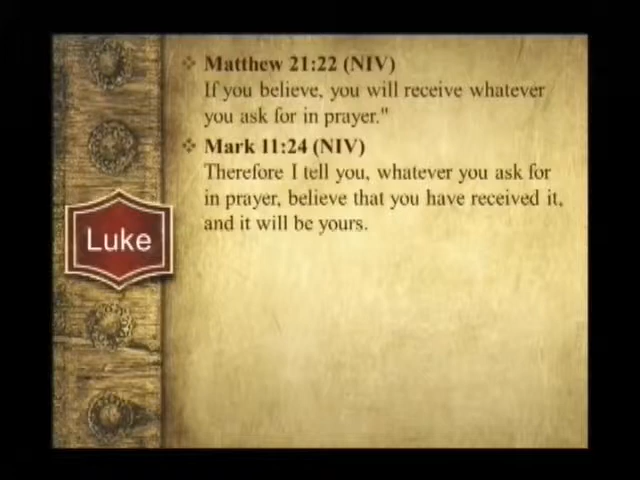 ❖ Matthew 21:22 (NIV)
If you believe, you will receive whatever
you ask for in prayer."
❖ Mark 11:24 (NIV)
Therefore I tell you, whatever you ask for
in prayer, believe that you have received it,
and it will be yours.
Luke